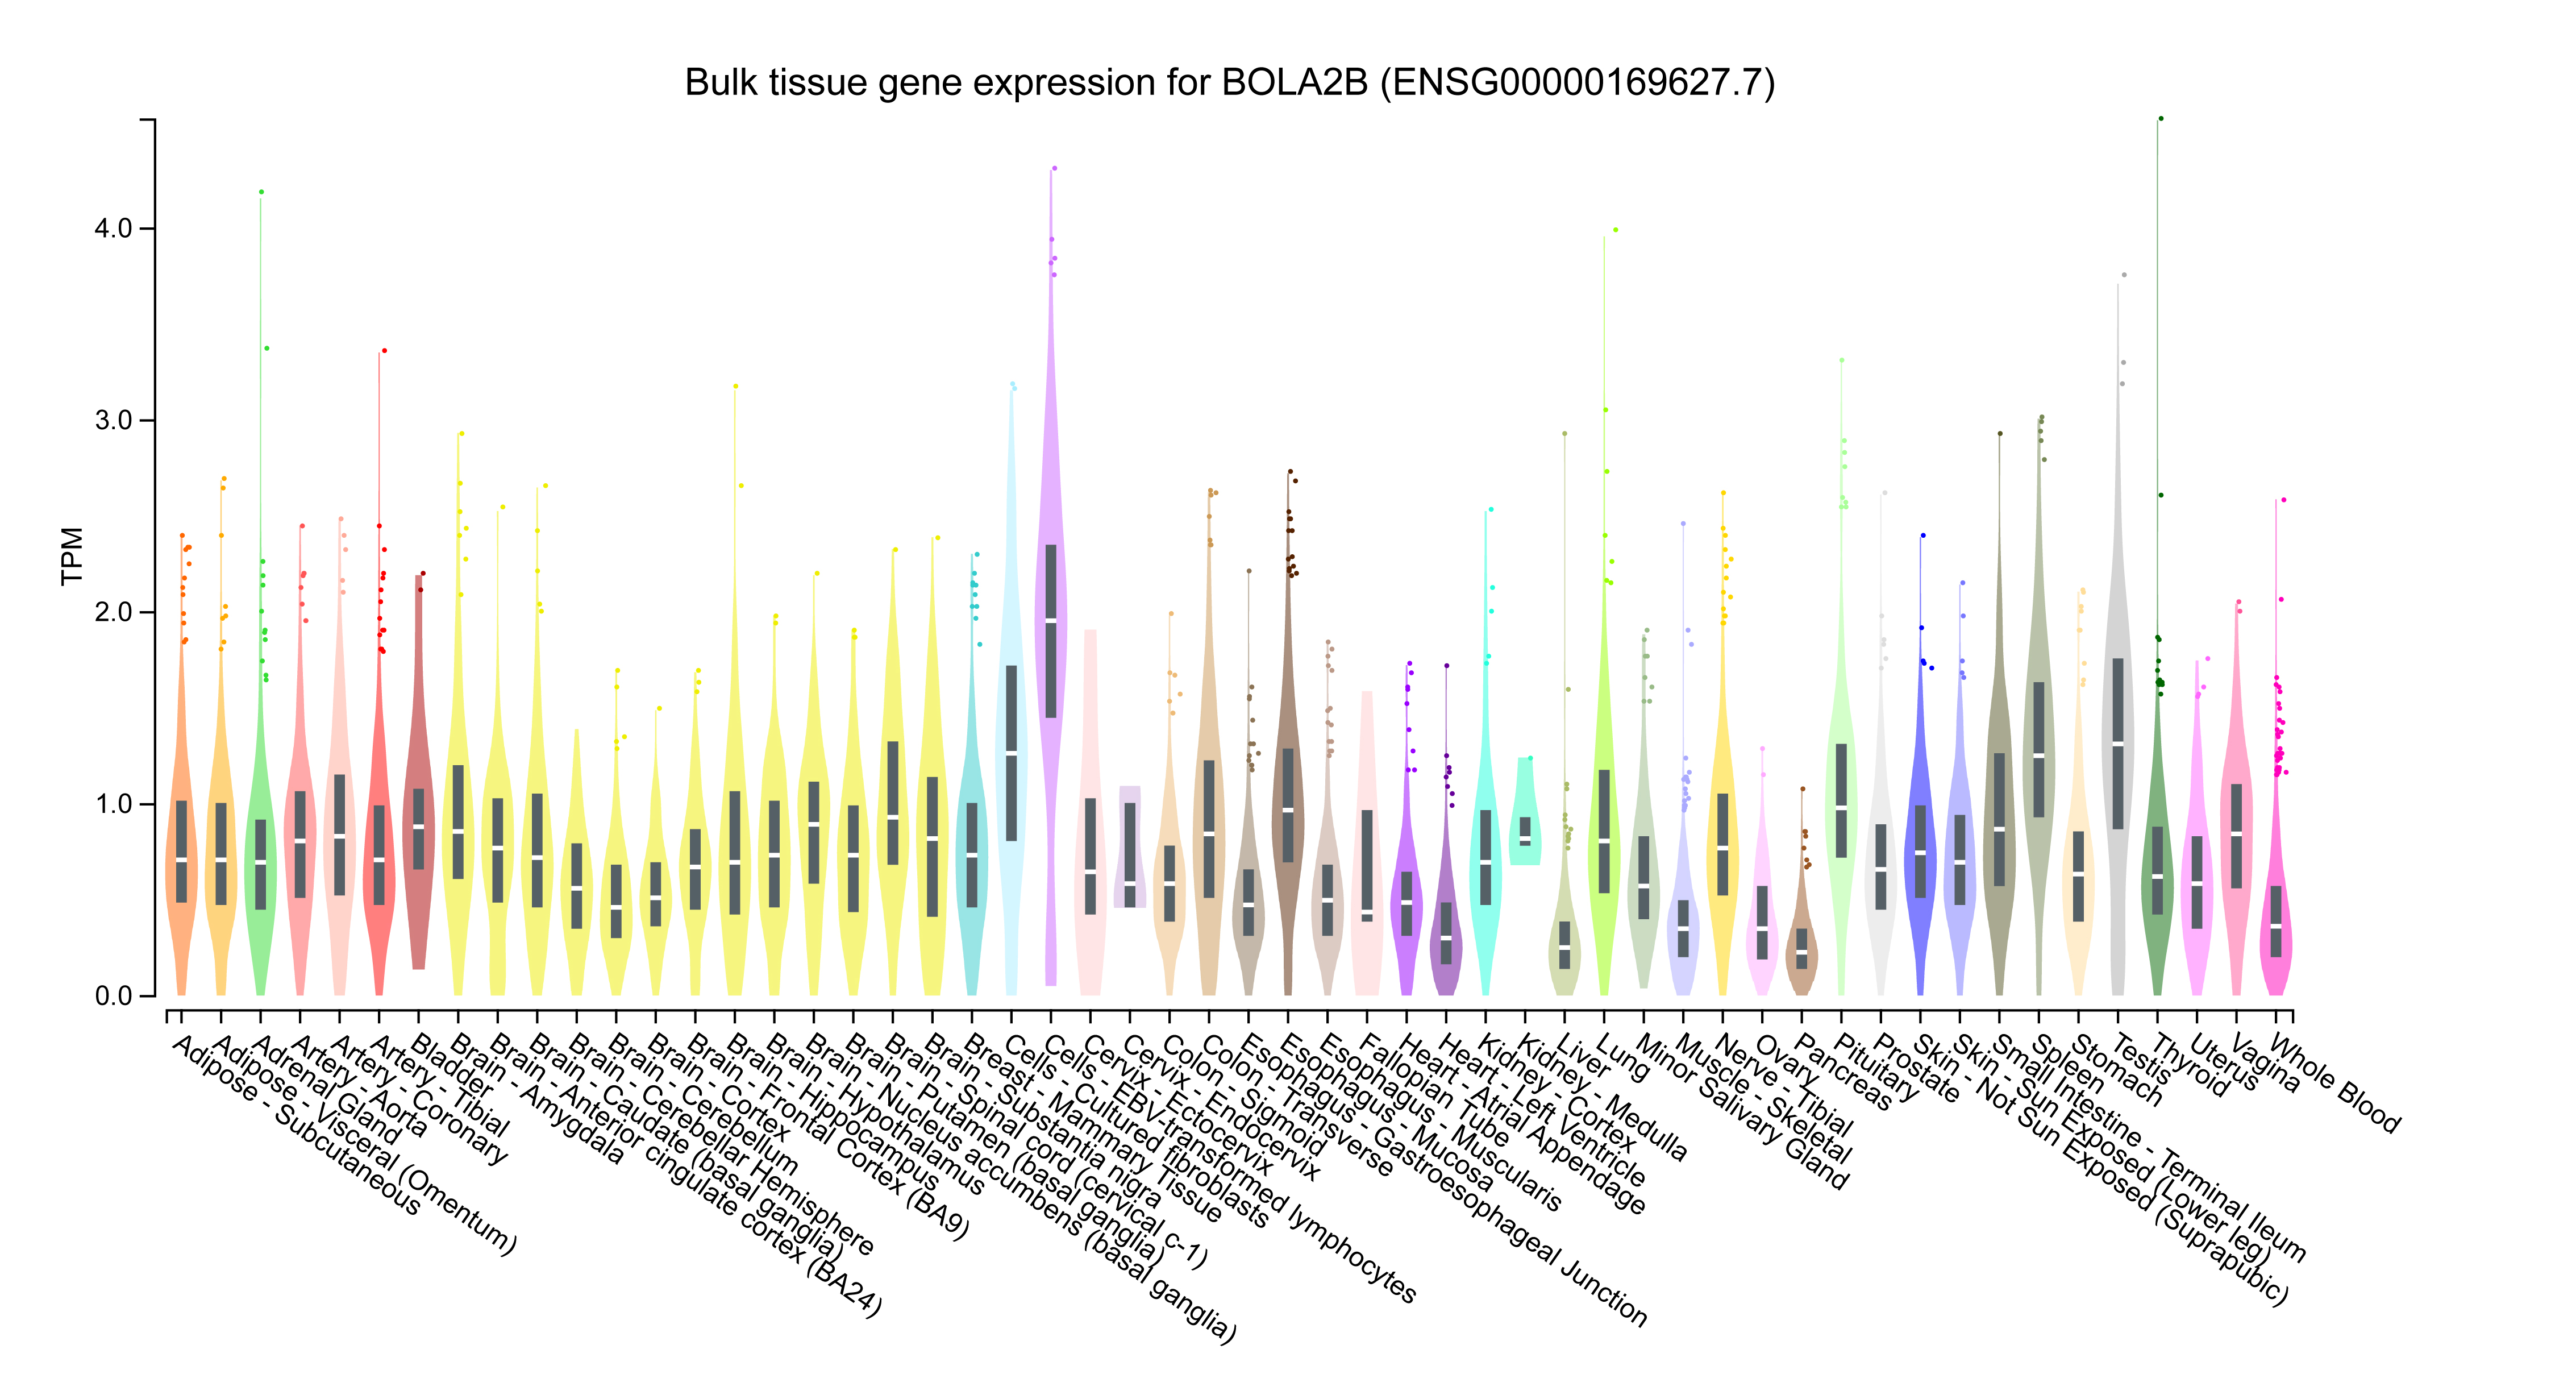 Bulk tissue gene expression for BOLA2B (ENSG00000169627.7)
TPM
4.0
3.0
2.0
1.0
0.0
Adipose - Subcutaneous
Adipose - Visceral (Omentum)
Adrenal Gland
Artery - Aorta
Artery - Coronary
Artery - Tibial
Bladder
Brain - Amygdala
Brain - Anterior cingulate cortex (BA24)
Brain - Caudate (basal ganglia)
Brain - Cerebellar Hemisphere
Brain - Cerebellum
Brain - Cortex
Brain - Frontal Cortex (BA9)
Brain - Hippocampus
Brain - Hypothalamus
Brain - Nucleus accumbens (basal ganglia)
Brain - Putamen (basal ganglia)
Brain - Spinal cord (cervical c-1)
Brain - Substantia nigra
Breast - Mammary Tissue
Cells - Cultured fibroblasts
Cells - EBV-transformed lymphocytes
Cervix - Ectocervix
Cervix - Endocervix
Colon - Sigmoid
Colon - Transverse
Esophagus - Gastroesophageal Junction
Esophagus - Mucosa
Esophagus - Muscularis
Fallopian Tube
Heart - Atrial Appendage
Heart - Left Ventricle
Kidney - Cortex
Kidney - Medulla
Liver
Lung
Minor Salivary Gland
Muscle - Skeletal
Nerve - Tibial
Ovary
Pancreas
Pituitary
Prostate
Skin - Not Sun Exposed (Suprapubic)
Skin - Sun Exposed (Lower leg)
Small Intestine - Terminal Ileum
Spleen
Stomach
Testis
Thyroid
Uterus
Vagina
Whole Blood